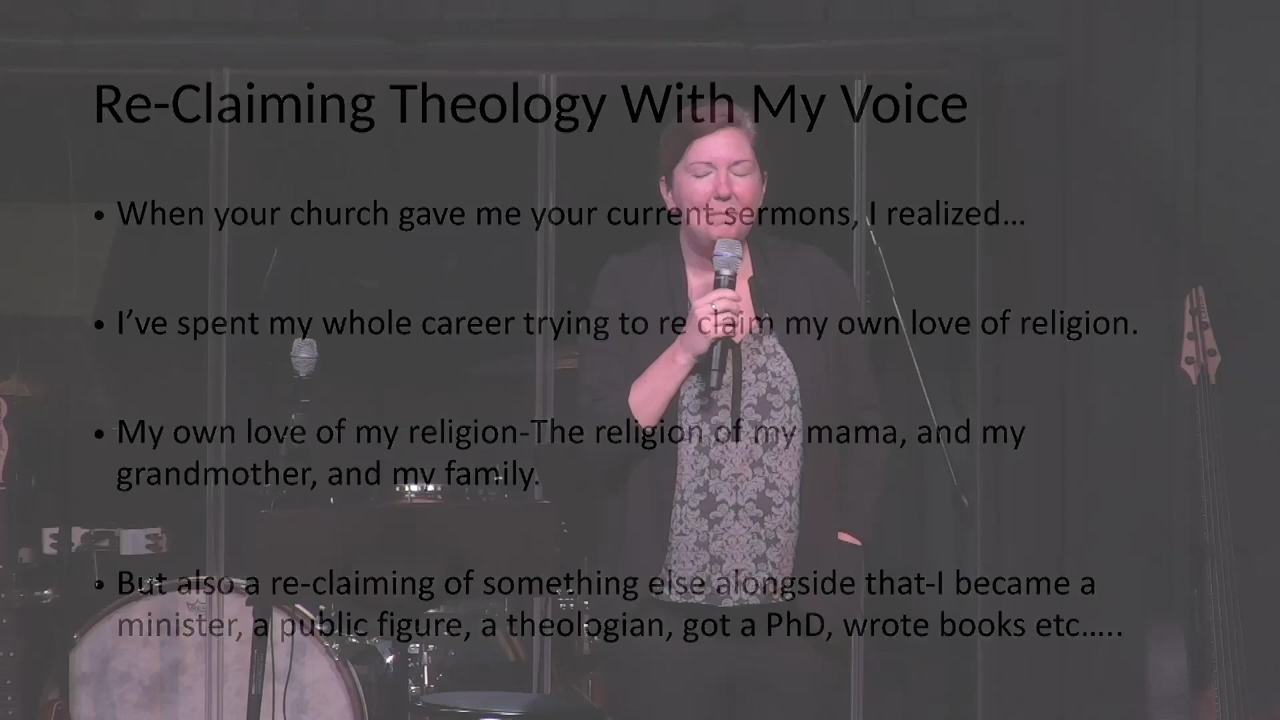 Re-Claiming Theology With My Voice
• When your church gave me your current sermons, I realized…
• I've spent my whole career trying to re claim my own love of religion.
• My own love of my religion-The religion of my mama, and my
grandmother, and my family.
• But also a re-claiming of something else alongside that-I became a
minister, a public figure, a theologian, got a PhD, wrote books etc…..